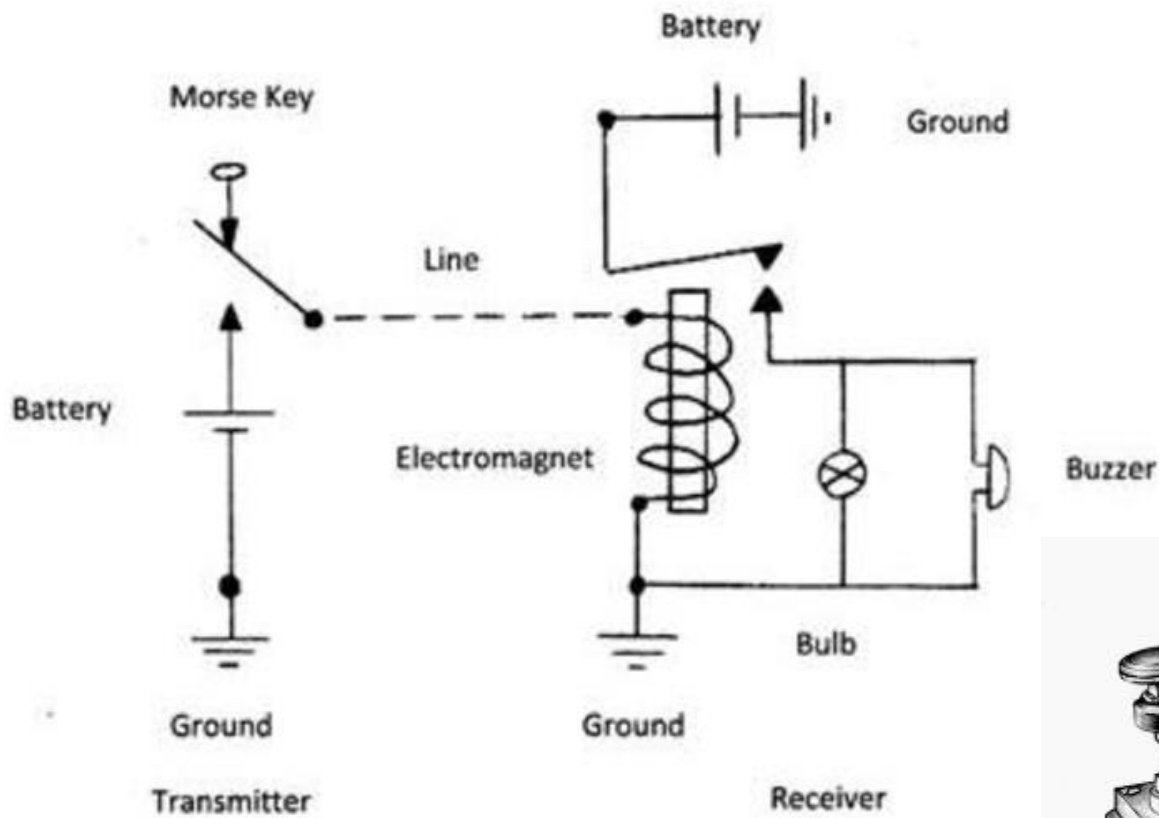 Battery
Morse Key
Ground
Line
Battery
Electromagnet
Buzzer
Bulb
Ground
Ground
Transmitter
Receiver